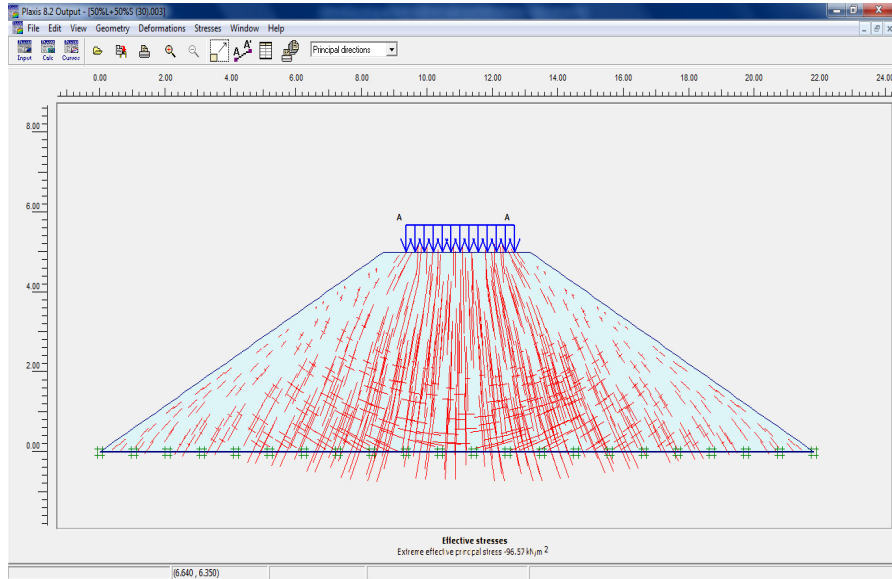 Plaxis 8.2 Output - [50%L+50%S (30).003]
File Edit View Geometry Deformations Stresses Window Help
Input Calc Curves Principal directions
0.00 2.00 4.00 6.00 8.00 10.00 12.00 14.00 16.00 18.00 20.00 22.00 24.0
8.00
6.00
A A
4.00
2.00
0.00
Effective stresses
Extreme effective principal stress -96.57 kN/m 2
(6.640 , 6.350)